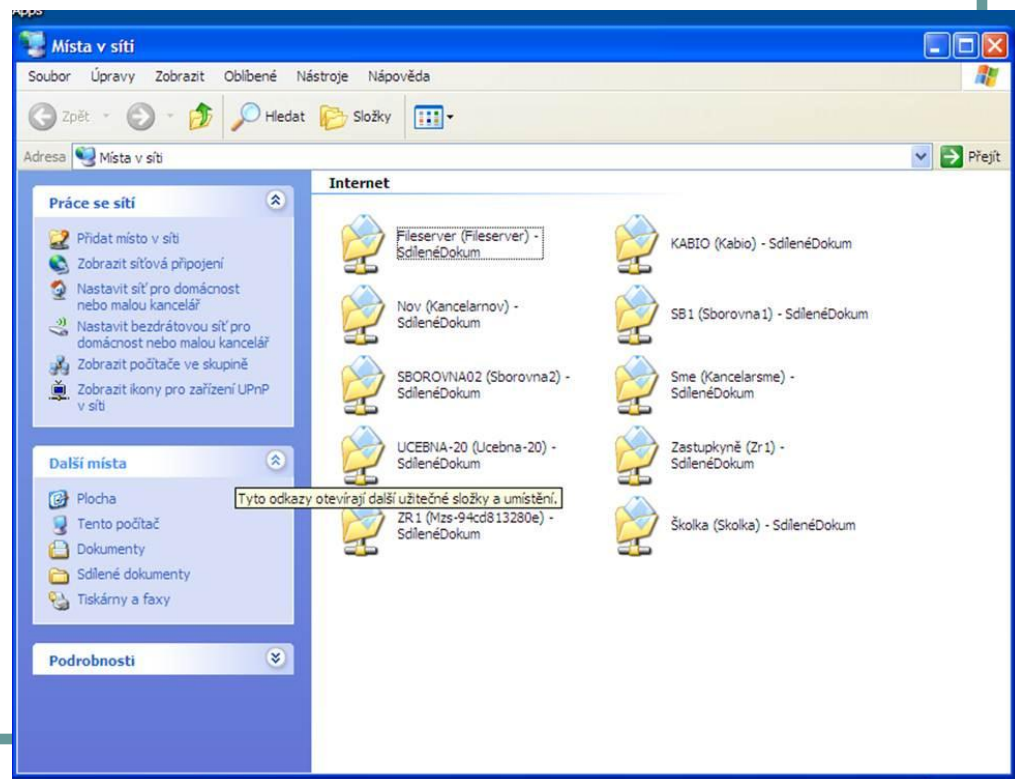 Apps
Místa v síti
Soubor Úpravy Zobrazit Oblíbené Nástroje Nápověda
Zpět Hledat Složky
Adresa Místa v síti Přejít
Práce se sítí
Přidat místo v síti
Zobrazit síťová připojení
Nastavit síť pro domácnost
nebo malou kancelář
Nastavit bezdrátovou síť pro
domácnost nebo malou kancelář
Zobrazit počítače ve skupině
Zobrazit ikony pro zařízení UPnP
v síti
Další místa
Plocha
Tento počítač
Dokumenty
Sdílené dokumenty
Tiskárny a faxy
Podrobnosti
Tyto odkazy otevírají další užitečné složky a umístění.
Internet
Fileserver (Fileserver) -
SdílenéDokum
KABIO (Kabio) - SdílenéDokum
Nov (Kancelarnov) -
SdílenéDokum
SB1 (Sborovna1) - SdílenéDokum
SBOROVNA02 (Sborovna2) -
SdílenéDokum
Sme (Kancelarsme) -
SdílenéDokum
UCEBNA-20 (Ucebna-20) -
SdílenéDokum
Zastupkyně (Zr1) -
SdílenéDokum
ZR1 (Mzs-94cd813280e) -
SdílenéDokum
Školka (Skolka) - SdílenéDokum